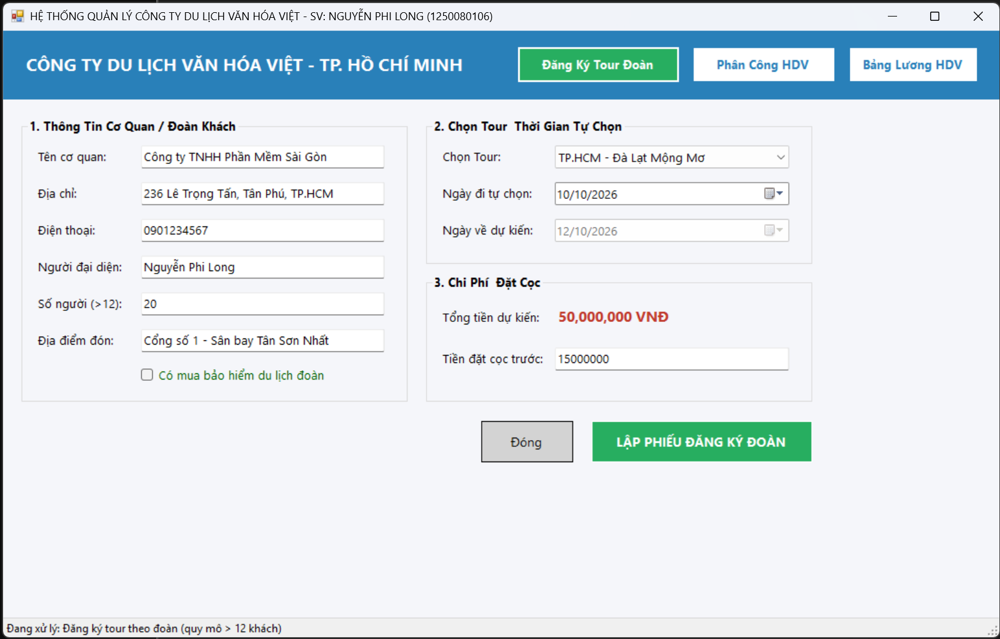 HỆ THỐNG QUẢN LÝ CÔNG TY DU LỊCH VĂN HÓA VIỆT - SV: NGUYỄN PHI LONG (1250080106)
CÔNG TY DU LỊCH VĂN HÓA VIỆT - TP. HỒ CHÍ MINH
Đăng Ký Tour Đoàn
Phân Công HDV
Bảng Lương HDV
1. Thông Tin Cơ Quan / Đoàn Khách
Tên cơ quan: Công ty TNHH Phần Mềm Sài Gòn
Địa chỉ: 236 Lê Trọng Tấn, Tân Phú, TP.HCM
Điện thoại: 0901234567
Người đại diện: Nguyễn Phi Long
Số người (>12): 20
Địa điểm đón: Cổng số 1 - Sân bay Tân Sơn Nhất
Có mua bảo hiểm du lịch đoàn
2. Chọn Tour  Thời Gian Tự Chọn
Chọn Tour: TP.HCM - Đà Lạt Mộng Mơ
Ngày đi tự chọn: 10/10/2026
Ngày về dự kiến: 12/10/2026
3. Chi Phí  Đặt Cọc
Tổng tiền dự kiến: 50,000,000 VNĐ
Tiền đặt cọc trước: 15000000
Đóng
LẬP PHIẾU ĐĂNG KÝ ĐOÀN
Đang xử lý: Đăng ký tour theo đoàn (quy mô > 12 khách)